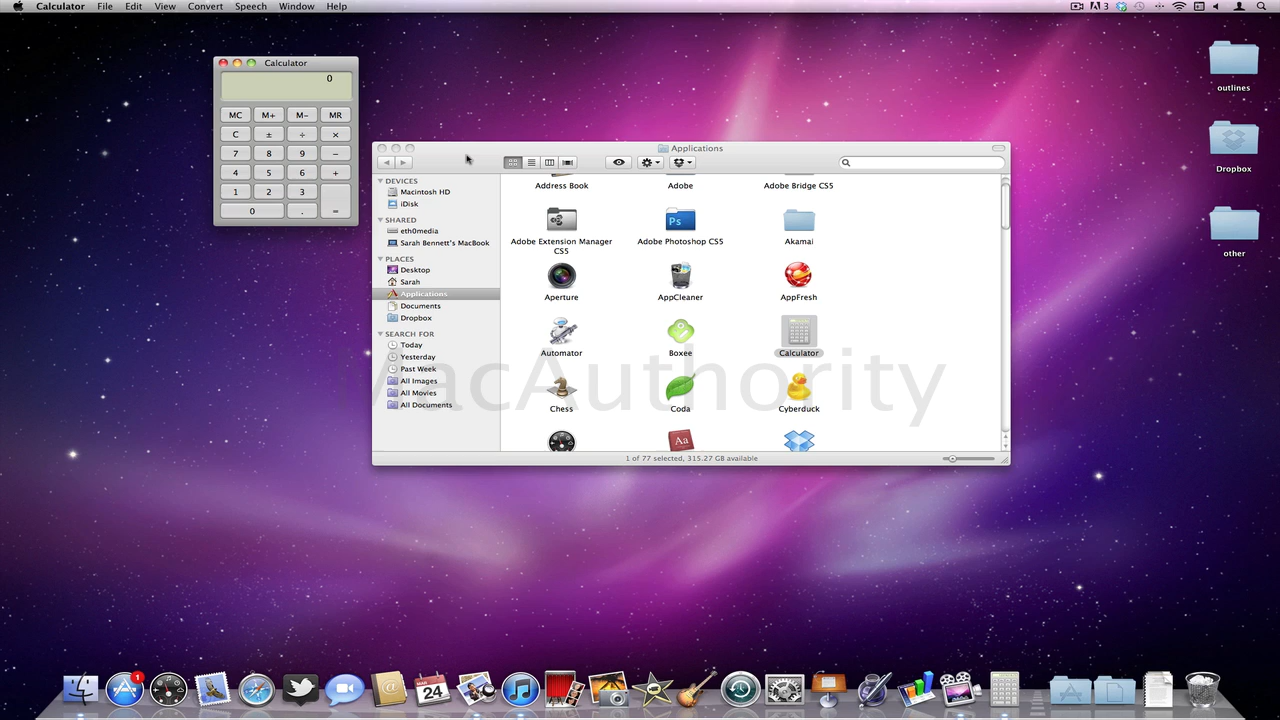 Calculator File Edit View Convert Speech Window Help
3
Calculator
0
MC M+ M- MR
C ± ÷ ×
7 8 9 −
4 5 6 +
1 2 3
0 . =
Applications
DEVICES
Macintosh HD
iDisk
SHARED
eth0media
Sarah Bennett's MacBook
PLACES
Desktop
Sarah
Applications
Documents
Dropbox
SEARCH FOR
Today
Yesterday
Past Week
All Images
All Movies
All Documents
Address Book Adobe Adobe Bridge CS5
Ps
Adobe Extension Manager CS5
Adobe Photoshop CS5
Akamai
Aperture AppCleaner AppFresh
Automator Boxee Calculator
Chess Coda Cyberduck
Aa
1 of 77 selected, 315.27 GB available
MacAuthority
outlines
Dropbox
other
1
24